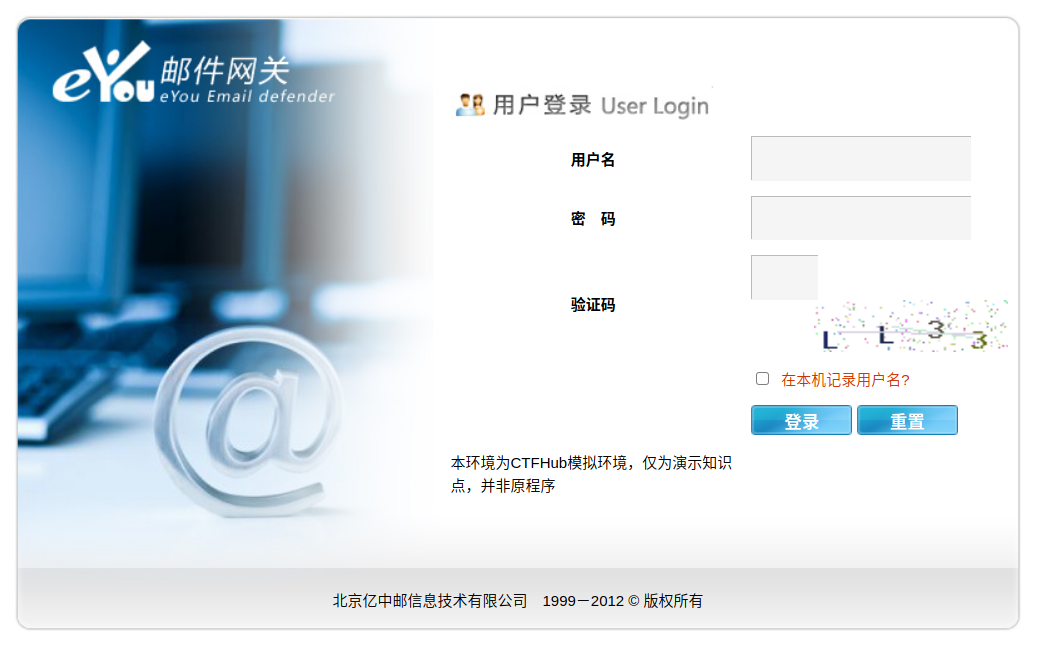 eYou 邮件网关
eYou Email defender
用户登录 User Login
用户名
密 码
验证码
L L 3 3
在本机记录用户名?
登录 重置
本环境为CTFHub模拟环境，仅为演示知识
点，并非原程序
北京亿中邮信息技术有限公司 1999－2012 © 版权所有